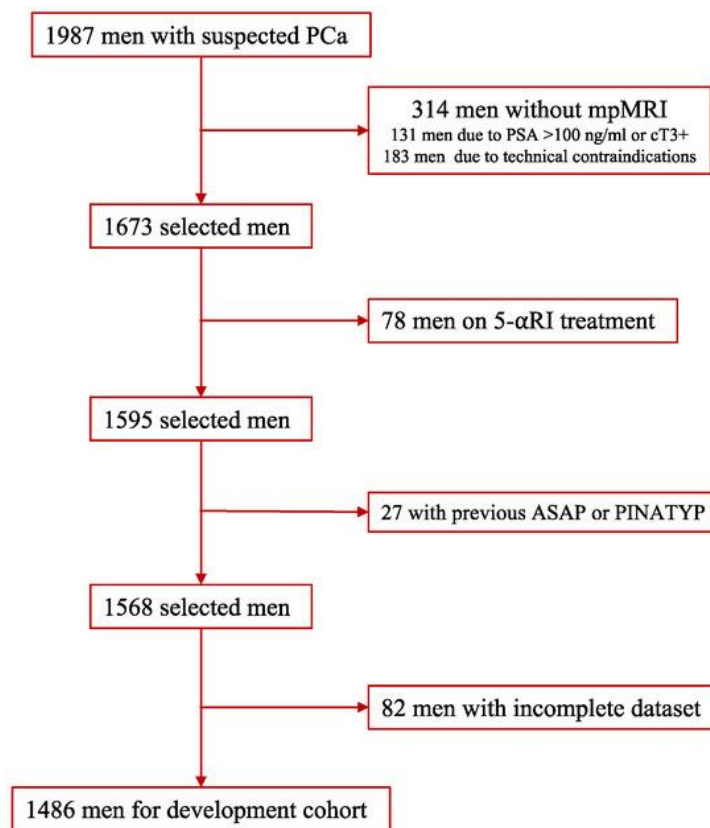 1987 men with suspected PCa
314 men without mpMRI
131 men due to PSA >100 ng/ml or cT3+
183 men due to technical contraindications
1673 selected men
78 men on 5-αRI treatment
1595 selected men
27 with previous ASAP or PINATYP
1568 selected men
82 men with incomplete dataset
1486 men for development cohort